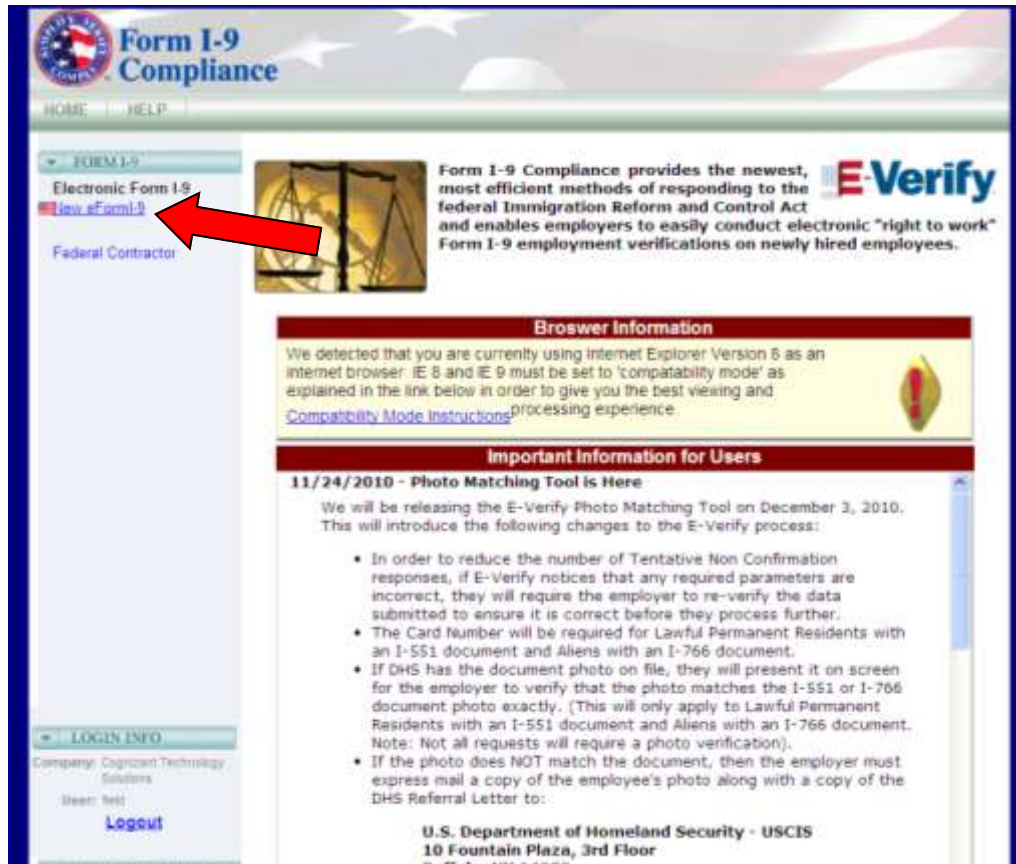 Form I-9
Compliance
HOME HELP
FORM I-9
Electronic Form I-9
New eFormI-9
Federal Contractor
Form I-9 Compliance provides the newest,
most efficient methods of responding to the
federal Immigration Reform and Control Act
and enables employers to easily conduct electronic "right to work"
Form I-9 employment verifications on newly hired employees.
E-Verify
Broswer Information
We detected that you are currently using Internet Explorer Version 8 as an
internet browser IE 8 and IE 9 must be set to 'compatability mode' as
explained in the link below in order to give you the best viewing and
Compatibility Mode Instructions processing experience
Important Information for Users
11/24/2010 - Photo Matching Tool is Here
We will be releasing the E-Verify Photo Matching Tool on December 3, 2010.
This will introduce the following changes to the E-Verify process:
• In order to reduce the number of Tentative Non Confirmation
responses, if E-Verify notices that any required parameters are
incorrect, they will require the employer to re-verify the data
submitted to ensure it is correct before they process further.
• The Card Number will be required for Lawful Permanent Residents with
an I-551 document and Aliens with an I-766 document.
• If DHS has the document photo on file, they will present it on screen
for the employer to verify that the photo matches the I-551 or I-766
document photo exactly. (This will only apply to Lawful Permanent
Residents with an I-551 document and Aliens with an I-766 document.
Note: Not all requests will require a photo verification).
• If the photo does NOT match the document, then the employer must
express mail a copy of the employee's photo along with a copy of the
DHS Referral Letter to:
U.S. Department of Homeland Security - USCIS
10 Fountain Plaza, 3rd Floor
LOGIN INFO
Company: Cognizant Technology
Solutions
User: field
Logout